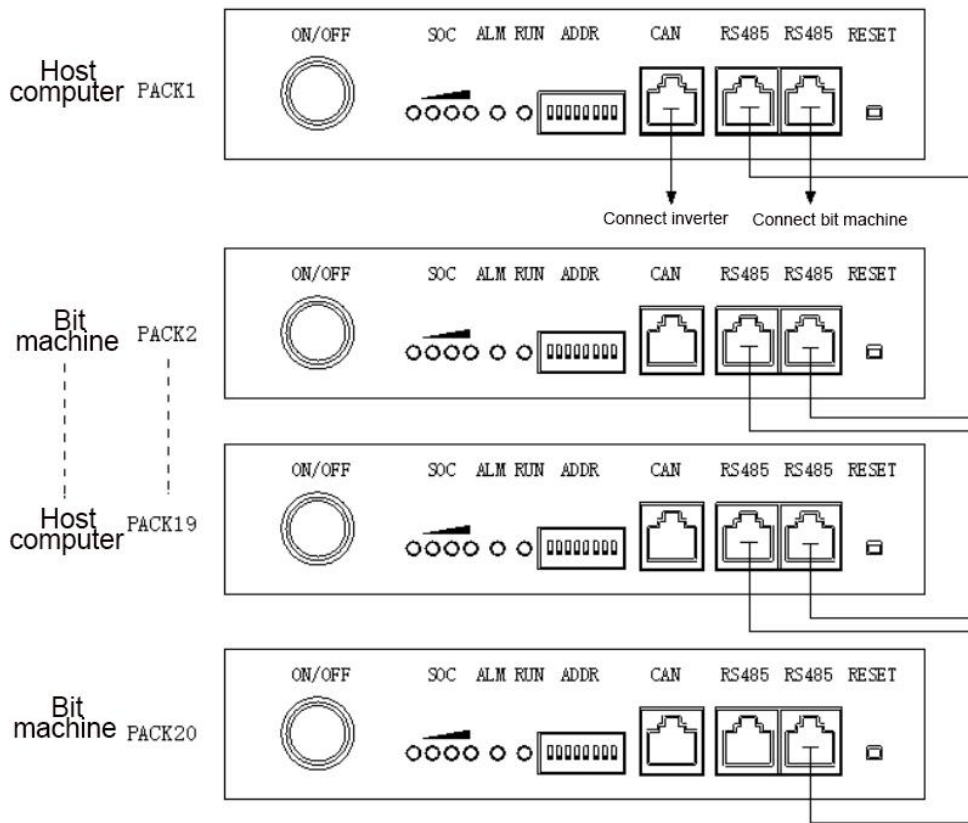 ON/OFF SOC ALM RUN ADDR CAN RS485 RS485 RESET
Host
computer PACK1
Connect inverter Connect bit machine
ON/OFF SOC ALM RUN ADDR CAN RS485 RS485 RESET
Bit
machine PACK2
ON/OFF SOC ALM RUN ADDR CAN RS485 RS485 RESET
Host
computer PACK19
ON/OFF SOC ALM RUN ADDR CAN RS485 RS485 RESET
Bit
machine PACK20